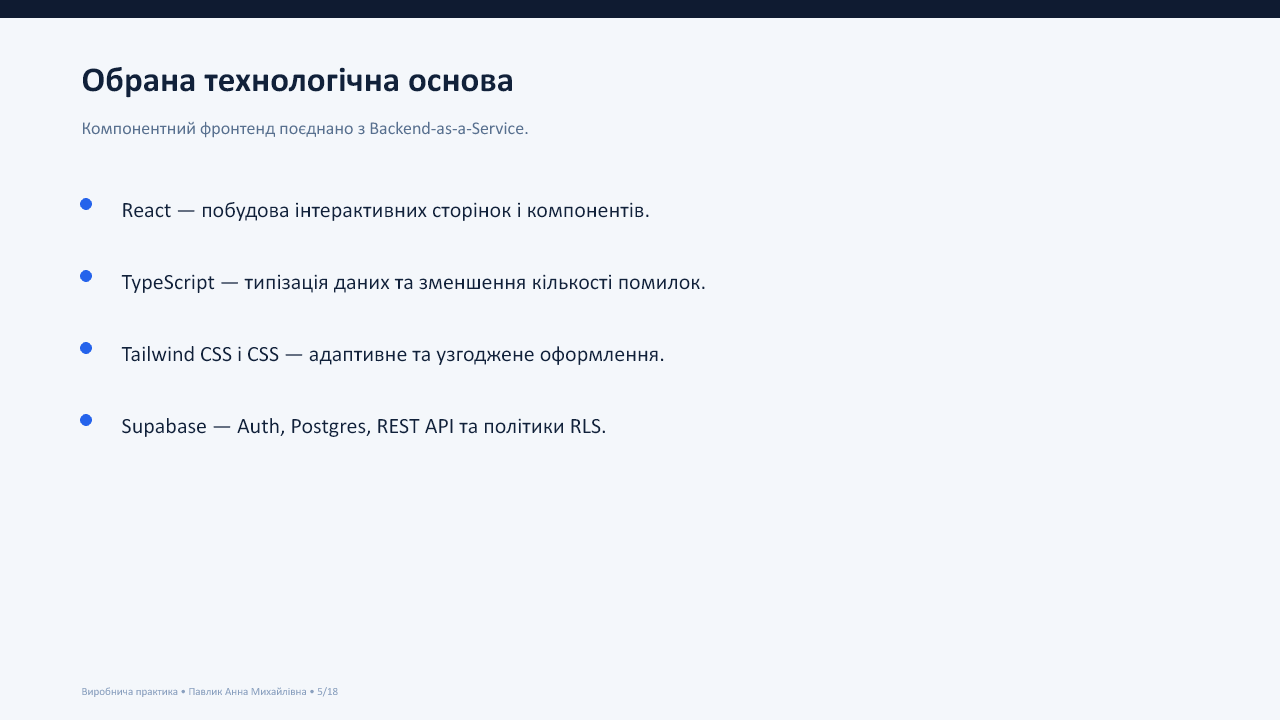 Обрана технологічна основа
Компонентний фронтенд поєднано з Backend-as-a-Service.
React — побудова інтерактивних сторінок і компонентів.
TypeScript — типізація даних та зменшення кількості помилок.
Tailwind CSS і CSS — адаптивне та узгоджене оформлення.
Supabase — Auth, Postgres, REST API та політики RLS.
Виробнича практика • Павлик Анна Михайлівна • 5/18